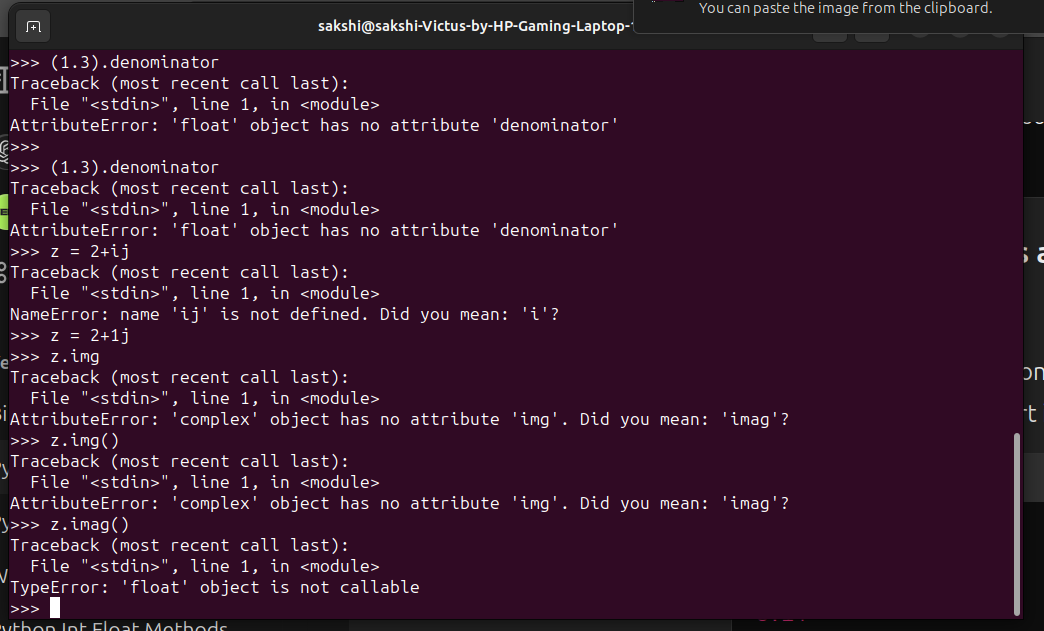 You can paste the image from the clipboard.
sakshi@sakshi-Victus-by-HP-Gaming-Laptop-
>>> (1.3).denominator
Traceback (most recent call last):
  File "<stdin>", line 1, in <module>
AttributeError: 'float' object has no attribute 'denominator'
>>>
>>> (1.3).denominator
Traceback (most recent call last):
  File "<stdin>", line 1, in <module>
AttributeError: 'float' object has no attribute 'denominator'
>>> z = 2+ij
Traceback (most recent call last):
  File "<stdin>", line 1, in <module>
NameError: name 'ij' is not defined. Did you mean: 'i'?
>>> z = 2+1j
>>> z.img
Traceback (most recent call last):
  File "<stdin>", line 1, in <module>
AttributeError: 'complex' object has no attribute 'img'. Did you mean: 'imag'?
>>> z.img()
Traceback (most recent call last):
  File "<stdin>", line 1, in <module>
AttributeError: 'complex' object has no attribute 'img'. Did you mean: 'imag'?
>>> z.imag()
Traceback (most recent call last):
  File "<stdin>", line 1, in <module>
TypeError: 'float' object is not callable
>>>
Int Float Methods